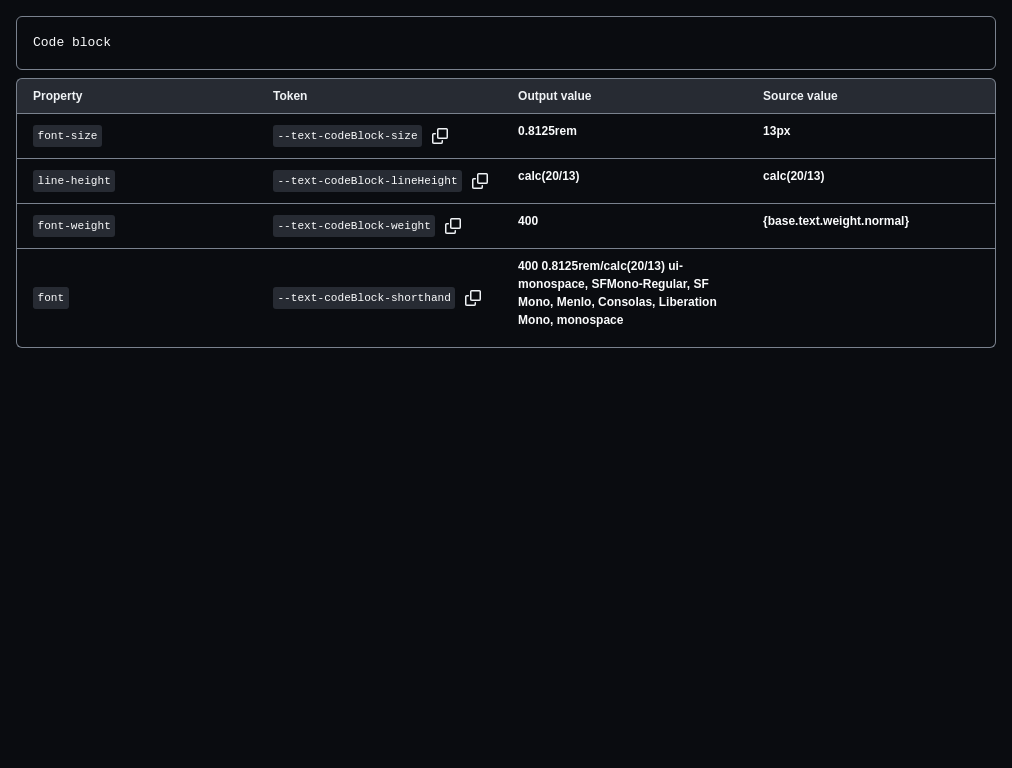 Code block
Property Token Output value Source value
font-size --text-codeBlock-size 0.8125rem 13px
line-height --text-codeBlock-lineHeight calc(20/13) calc(20/13)
font-weight --text-codeBlock-weight 400 {base.text.weight.normal}
font --text-codeBlock-shorthand 400 0.8125rem/calc(20/13) ui-
monospace, SFMono-Regular, SF
Mono, Menlo, Consolas, Liberation
Mono, monospace